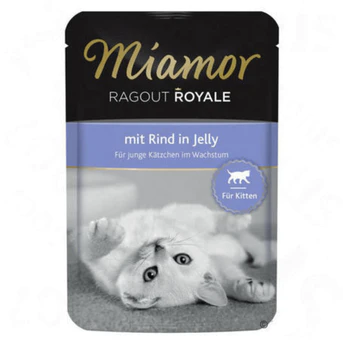 Miamor
RAGOUT ROYALE
mit Rind in Jelly
Für junge Kätzchen im Wachstum
Für Kitten